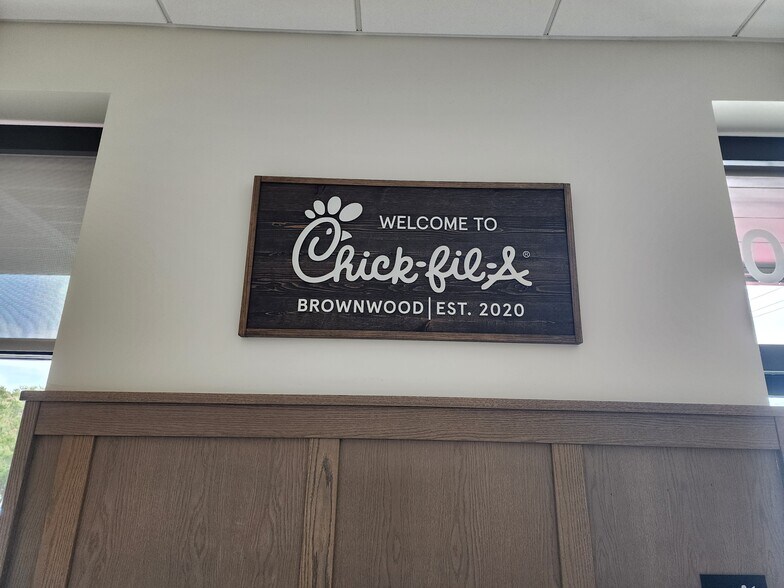 WELCOME TO
Chick-fil-A®
BROWNWOOD | EST. 2020